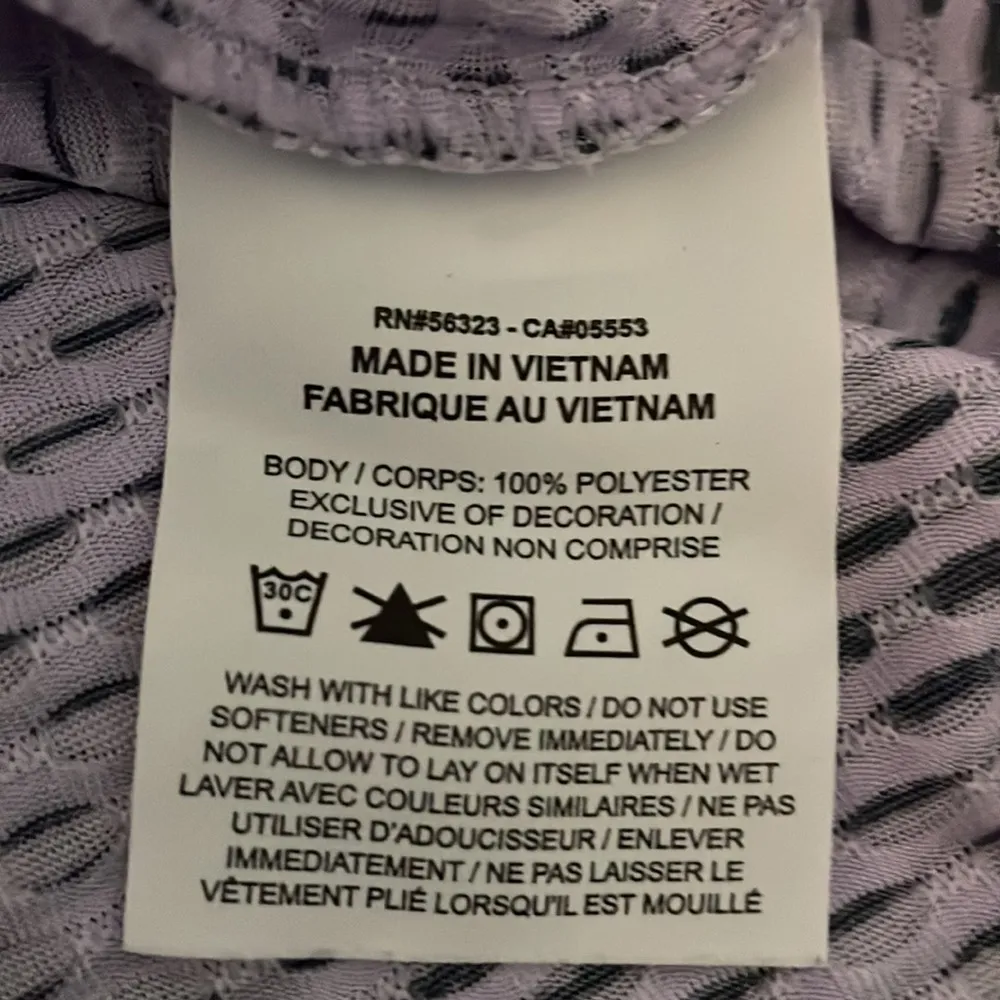 RN#56323 - CA#05553
MADE IN VIETNAM
FABRIQUE AU VIETNAM
BODY / CORPS: 100% POLYESTER
EXCLUSIVE OF DECORATION /
DECORATION NON COMPRISE
30C
WASH WITH LIKE COLORS / DO NOT USE
SOFTENERS / REMOVE IMMEDIATELY / DO
NOT ALLOW TO LAY ON ITSELF WHEN WET
LAVER AVEC COULEURS SIMILAIRES / NE PAS
UTILISER D'ADOUCISSEUR / ENLEVER
IMMEDIATEMENT / NE PAS LAISSER LE
VÊTEMENT PLIÉ LORSQU'IL EST MOUILLÉ